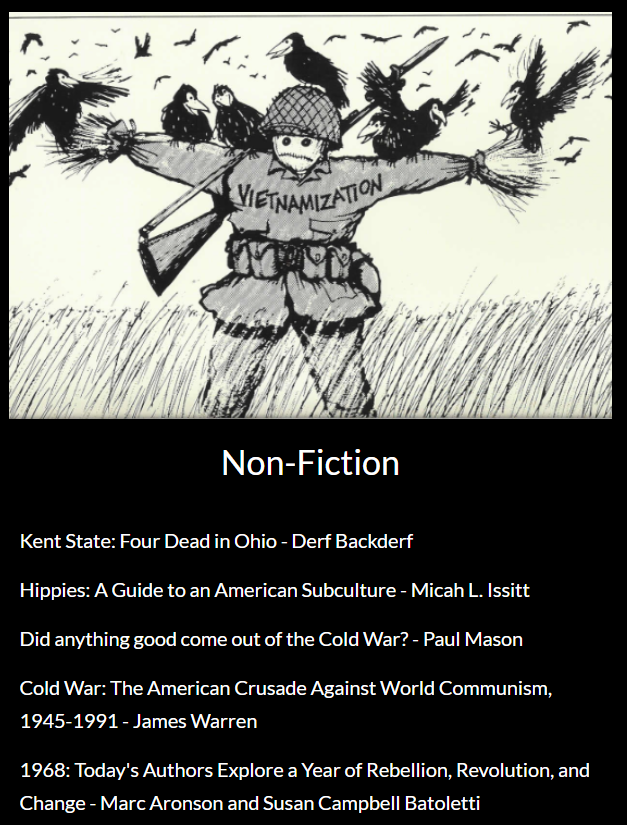 VIETNAMIZATION
Non-Fiction
Kent State: Four Dead in Ohio - Derf Backderf
Hippies: A Guide to an American Subculture - Micah L. Issitt
Did anything good come out of the Cold War? - Paul Mason
Cold War: The American Crusade Against World Communism,
1945-1991 - James Warren
1968: Today's Authors Explore a Year of Rebellion, Revolution, and
Change - Marc Aronson and Susan Campbell Batoletti